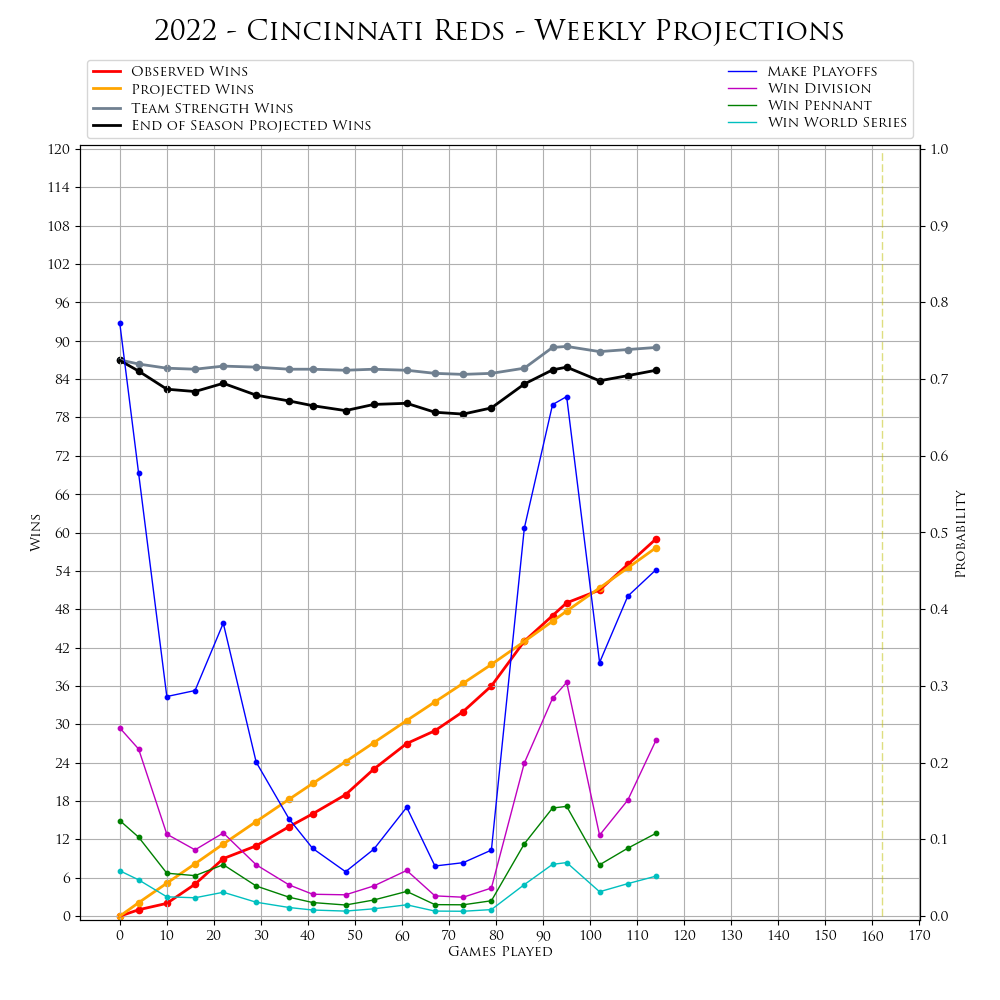 2022 - Cincinnati Reds - Weekly Projections
Observed Wins
Projected Wins
Team Strength Wins
End of Season Projected Wins
Make Playoffs
Win Division
Win Pennant
Win World Series
120
114
108
102
96
90
84
78
72
66
60
54
48
42
36
30
24
18
12
6
0
Wins
1.0
0.9
0.8
0.7
0.6
0.5
0.4
0.3
0.2
0.1
0.0
Probability
0 10 20 30 40 50 60 70 80 90 100 110 120 130 140 150 160 170
Games Played